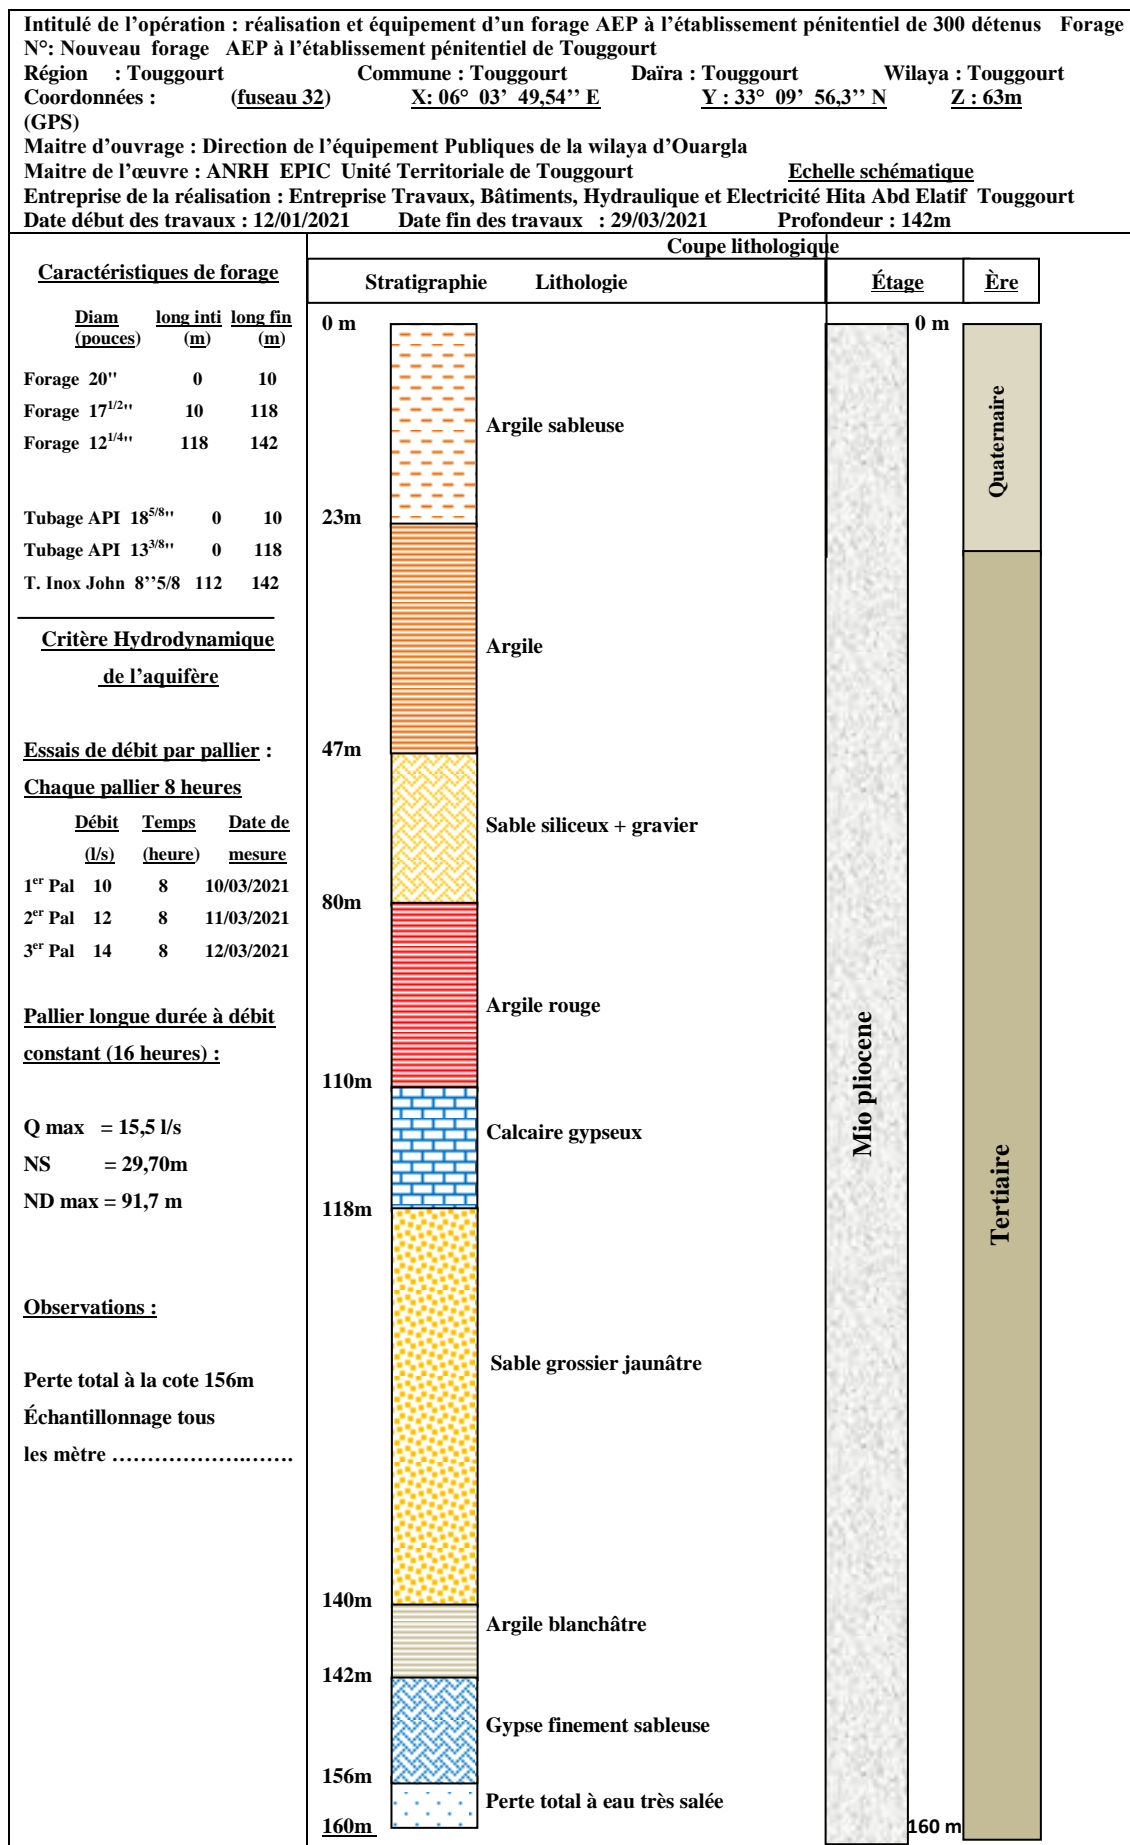 Intitulé de l’opération : réalisation et équipement d’un forage AEP à l’établissement pénitentiel de 300 détenus Forage
N°: Nouveau forage AEP à l’établissement pénitentiel de Touggourt
Région : Touggourt Commune : Touggourt Daïra : Touggourt Wilaya : Touggourt
Coordonnées : (fuseau 32) X: 06° 03’ 49,54’’ E Y : 33° 09’ 56,3’’ N Z : 63m
(GPS)
Maitre d’ouvrage : Direction de l’équipement Publiques de la wilaya d’Ouargla
Maitre de l’œuvre : ANRH EPIC Unité Territoriale de Touggourt Echelle schématique
Entreprise de la réalisation : Entreprise Travaux, Bâtiments, Hydraulique et Electricité Hita Abd Elatif Touggourt
Date début des travaux : 12/01/2021 Date fin des travaux : 29/03/2021 Profondeur : 142m
Caractéristiques de forage
Diam long inti long fin
(pouces) (m) (m)
Forage 20" 0 10
Forage 17 1/2" 10 118
Forage 12 1/4" 118 142
Tubage API 18 5/8" 0 10
Tubage API 13 3/8" 0 118
T. Inox John 8’’5/8 112 142
Critère Hydrodynamique
de l’aquifère
Essais de débit par pallier :
Chaque pallier 8 heures
Débit Temps Date de
(l/s) (heure) mesure
1er Pal 10 8 10/03/2021
2er Pal 12 8 11/03/2021
3er Pal 14 8 12/03/2021
Pallier longue durée à débit
constant (16 heures) :
Q max = 15,5 l/s
NS = 29,70m
ND max = 91,7 m
Observations :
Perte total à la cote 156m
Échantillonnage tous
les mètre …………………….……
Coupe lithologique
Stratigraphie Lithologie Étage Ère
0 m
Argile sableuse
23m
Argile
47m
Sable siliceux + gravier
80m
Argile rouge
110m
Calcaire gypseux
118m
Sable grossier jaunâtre
140m
Argile blanchâtre
142m
Gypse finement sableuse
156m
Perte total à eau très salée
160m
0 m
Mio pliocene
160 m
Quaternaire
Tertiaire